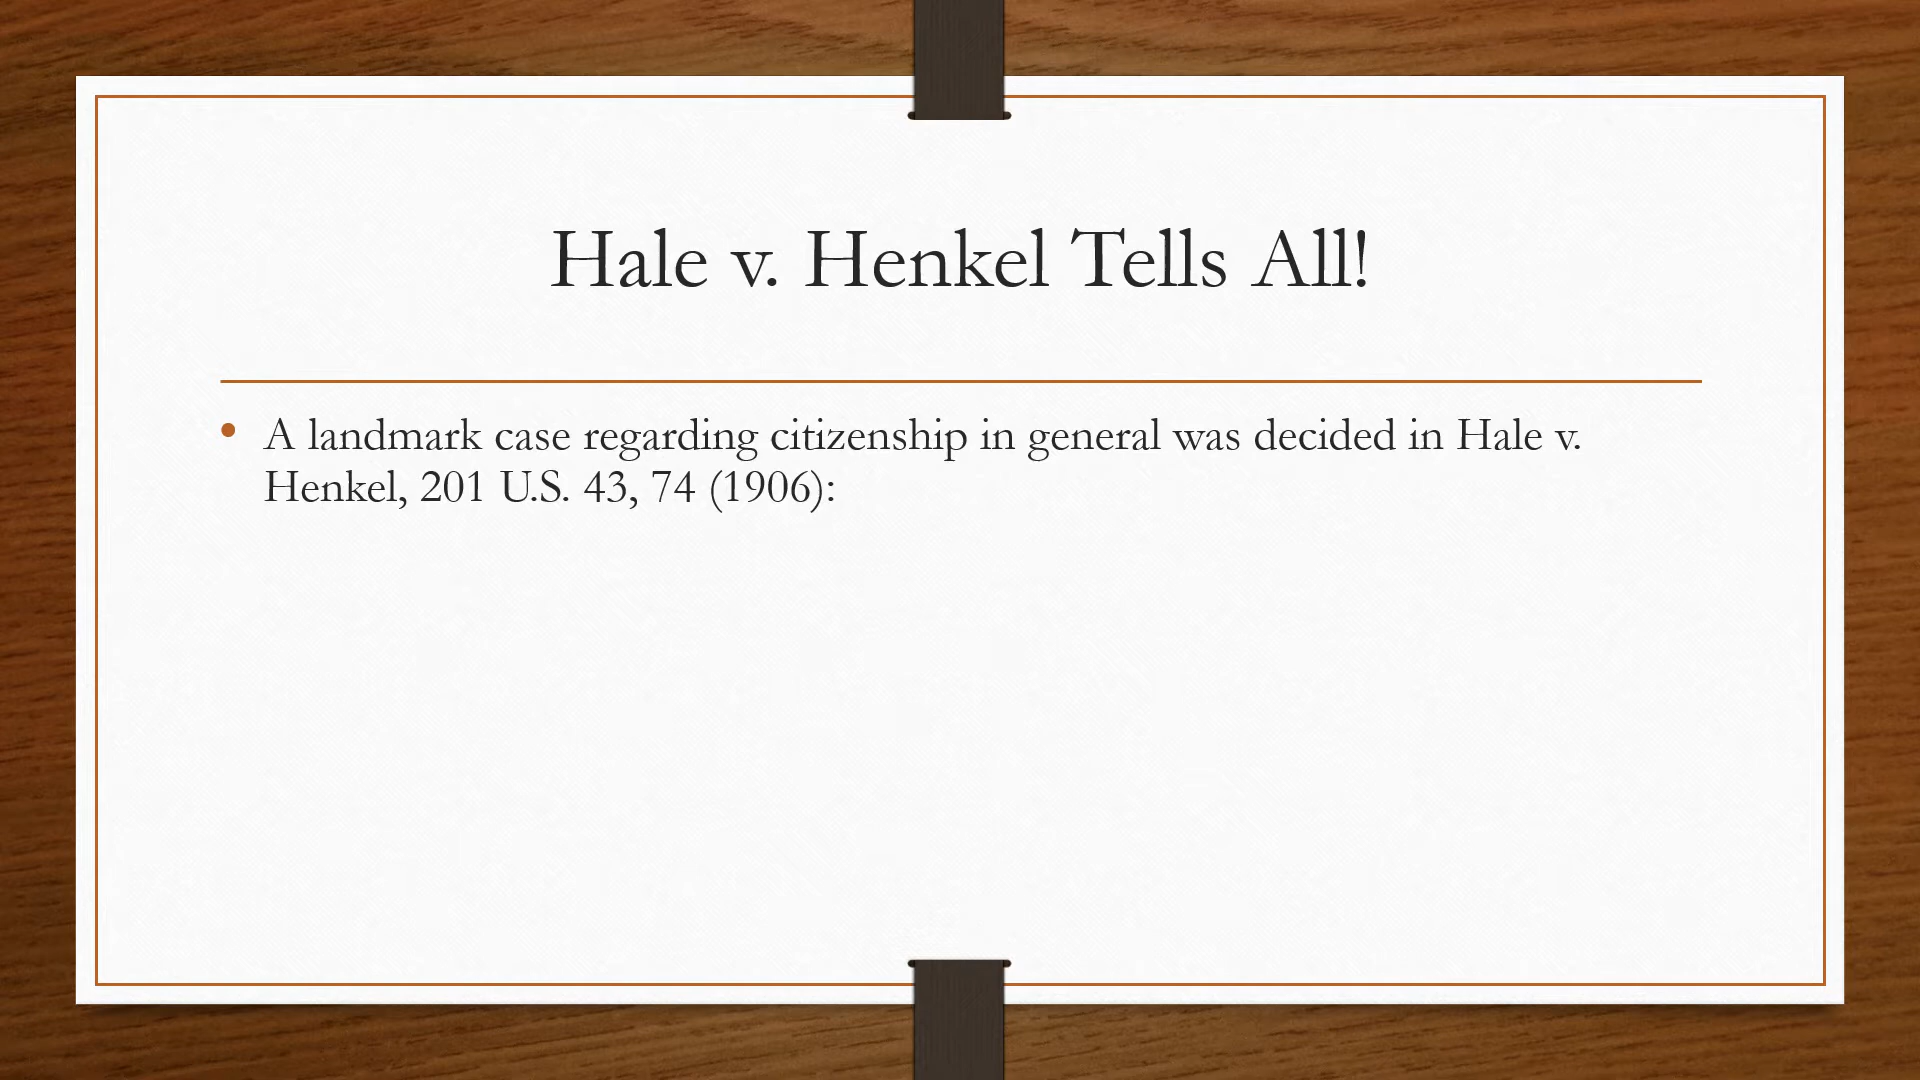 Hale v. Henkel Tells All!
• A landmark case regarding citizenship in general was decided in Hale v.
Henkel, 201 U.S. 43, 74 (1906):